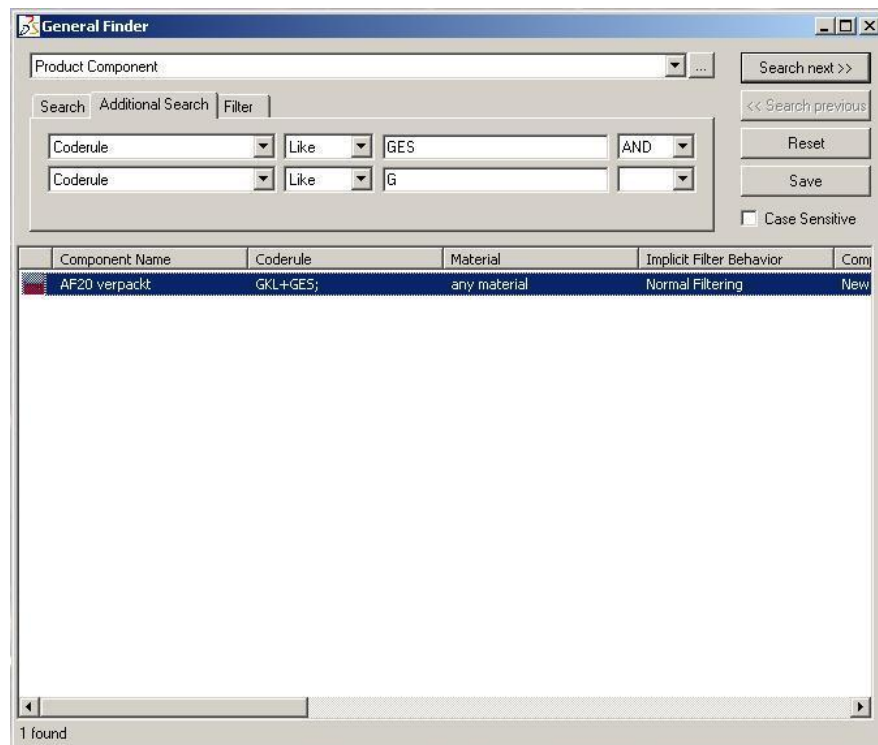 General Finder
Product Component ... Search next >>
Search Additional Search Filter << Search previous
Coderule Like GES AND Reset
Coderule Like G Save
Case Sensitive
Component Name Coderule Material Implicit Filter Behavior Com
AF20 verpackt GKL+GES; any material Normal Filtering New
1 found